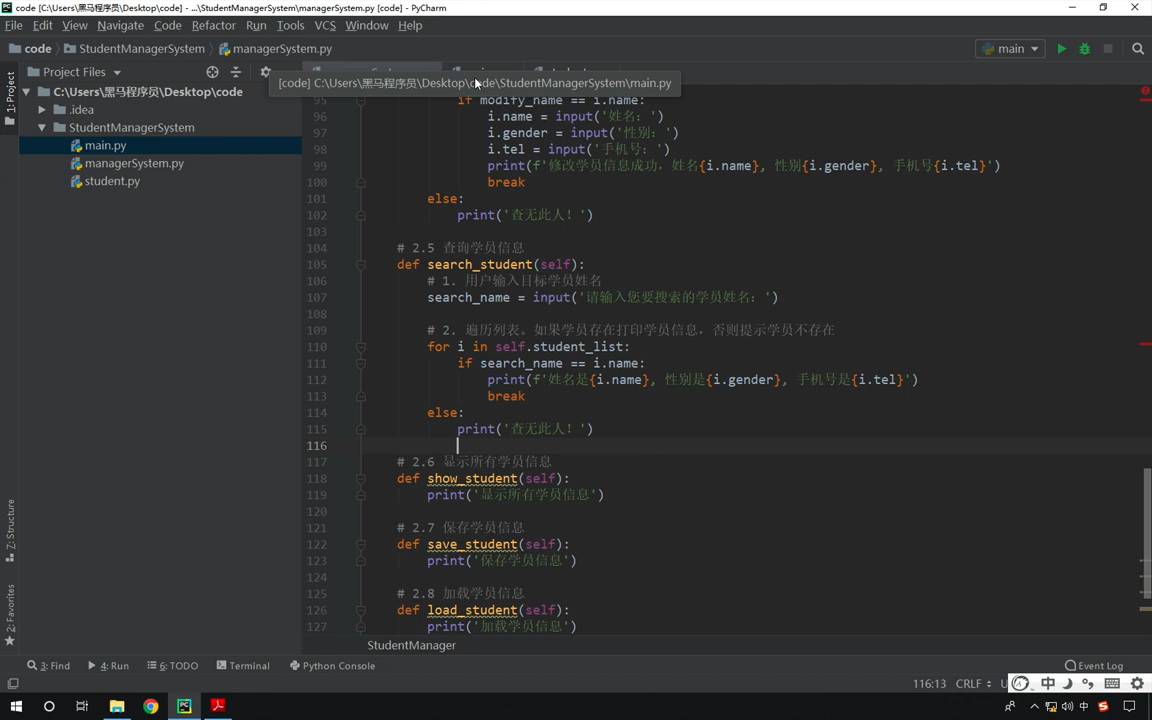 code [C:\Users\黑马程序员\Desktop\code] - ...\StudentManagerSystem\managerSystem.py [code] - PyCharm
File Edit View Navigate Code Refactor Run Tools VCS Window Help
code StudentManagerSystem managerSystem.py main
1: Project
Project Files
[code] C:\Users\黑马程序员\Desktop\code\StudentManagerSystem\main.py
C:\Users\黑马程序员\Desktop\code
.idea
StudentManagerSystem
main.py
managerSystem.py
student.py
95 if modify_name == i.name:
96 i.name = input('姓名：')
97 i.gender = input('性别：')
98 i.tel = input('手机号：')
99 print(f'修改学员信息成功，姓名{i.name}, 性别{i.gender}, 手机号{i.tel}')
100 break
101 else:
102 print('查无此人！')
103
104 # 2.5 查询学员信息
105 def search_student(self):
106 # 1. 用户输入目标学员姓名
107 search_name = input('请输入您要搜索的学员姓名：')
108
109 # 2. 遍历列表。如果学员存在打印学员信息，否则提示学员不存在
110 for i in self.student_list:
111 if search_name == i.name:
112 print(f'姓名是{i.name}, 性别是{i.gender}, 手机号是{i.tel}')
113 break
114 else:
115 print('查无此人！')
116
117 # 2.6 显示所有学员信息
118 def show_student(self):
119 print('显示所有学员信息')
120
121 # 2.7 保存学员信息
122 def save_student(self):
123 print('保存学员信息')
124
125 # 2.8 加载学员信息
126 def load_student(self):
127 print('加载学员信息')
Z: Structure
2: Favorites
StudentManager
3: Find 4: Run 6: TODO Terminal Python Console Event Log
116:13 CRLF 中
中